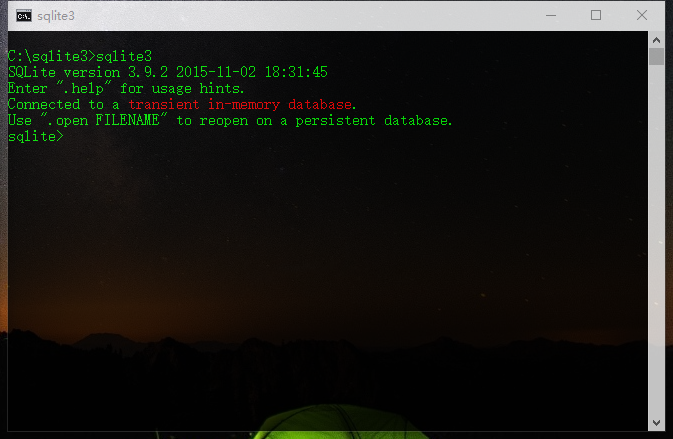 sqlite3
C:\sqlite3>sqlite3
SQLite version 3.9.2 2015-11-02 18:31:45
Enter ".help" for usage hints.
Connected to a transient in-memory database.
Use ".open FILENAME" to reopen on a persistent database.
sqlite>